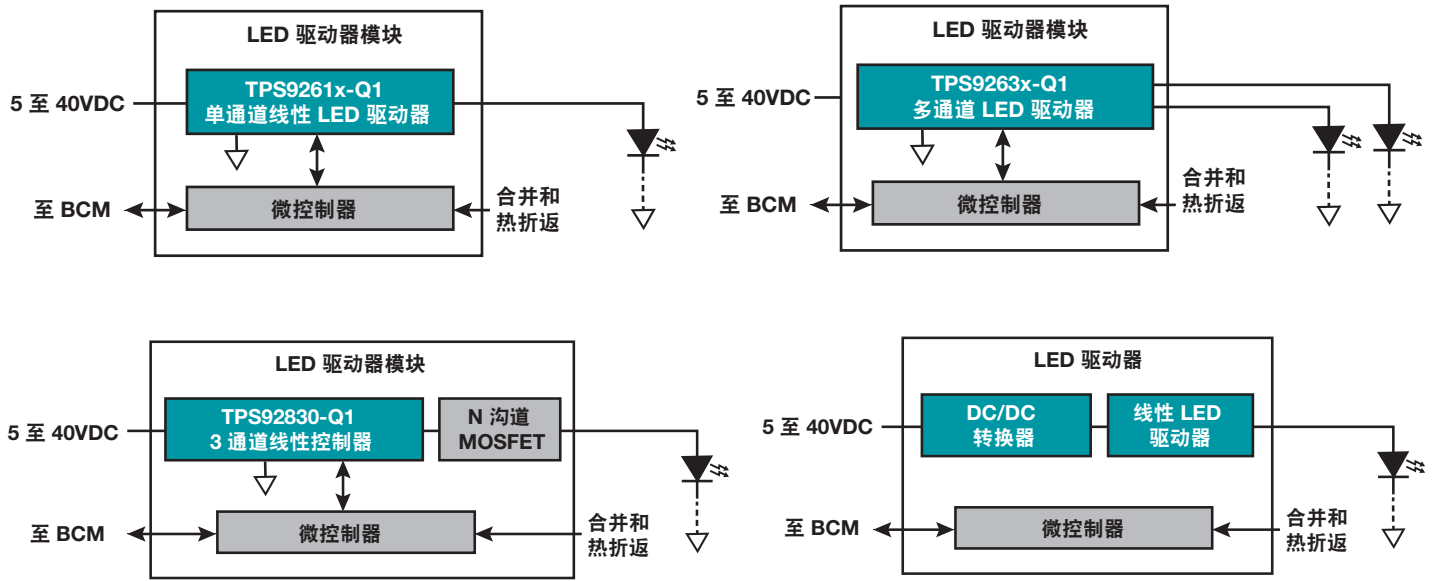 LED 驱动器模块
TPS9261x-Q1
单通道线性 LED 驱动器
5 至 40VDC
至 BCM
微控制器
合并和
热折返
LED 驱动器模块
TPS9263x-Q1
多通道 LED 驱动器
5 至 40VDC
至 BCM
微控制器
合并和
热折返
LED 驱动器模块
TPS92830-Q1
3 通道线性控制器
N 沟道
MOSFET
5 至 40VDC
至 BCM
微控制器
合并和
热折返
LED 驱动器
DC/DC
转换器
线性 LED
驱动器
5 至 40VDC
至 BCM
微控制器
合并和
热折返